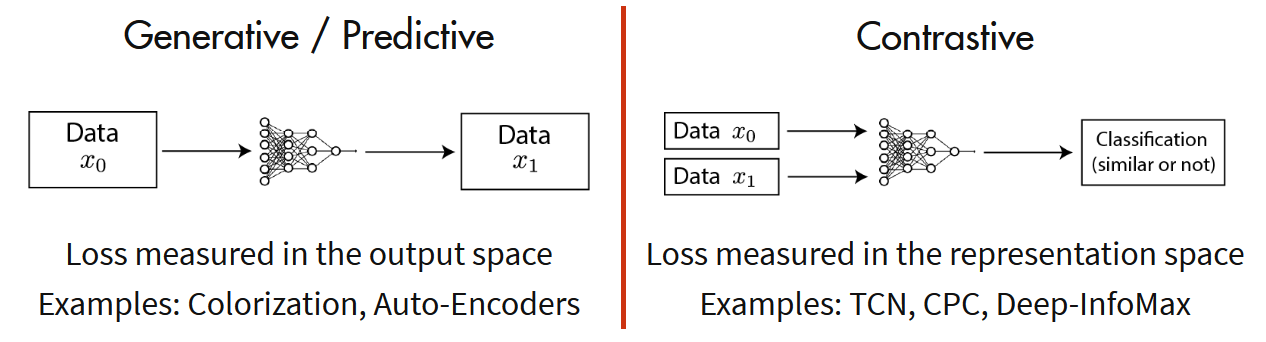 Generative / Predictive
Data
x₀
Data
x₁
Loss measured in the output space
Examples: Colorization, Auto-Encoders
Contrastive
Data x₀
Data x₁
Classification
(similar or not)
Loss measured in the representation space
Examples: TCN, CPC, Deep-InfoMax